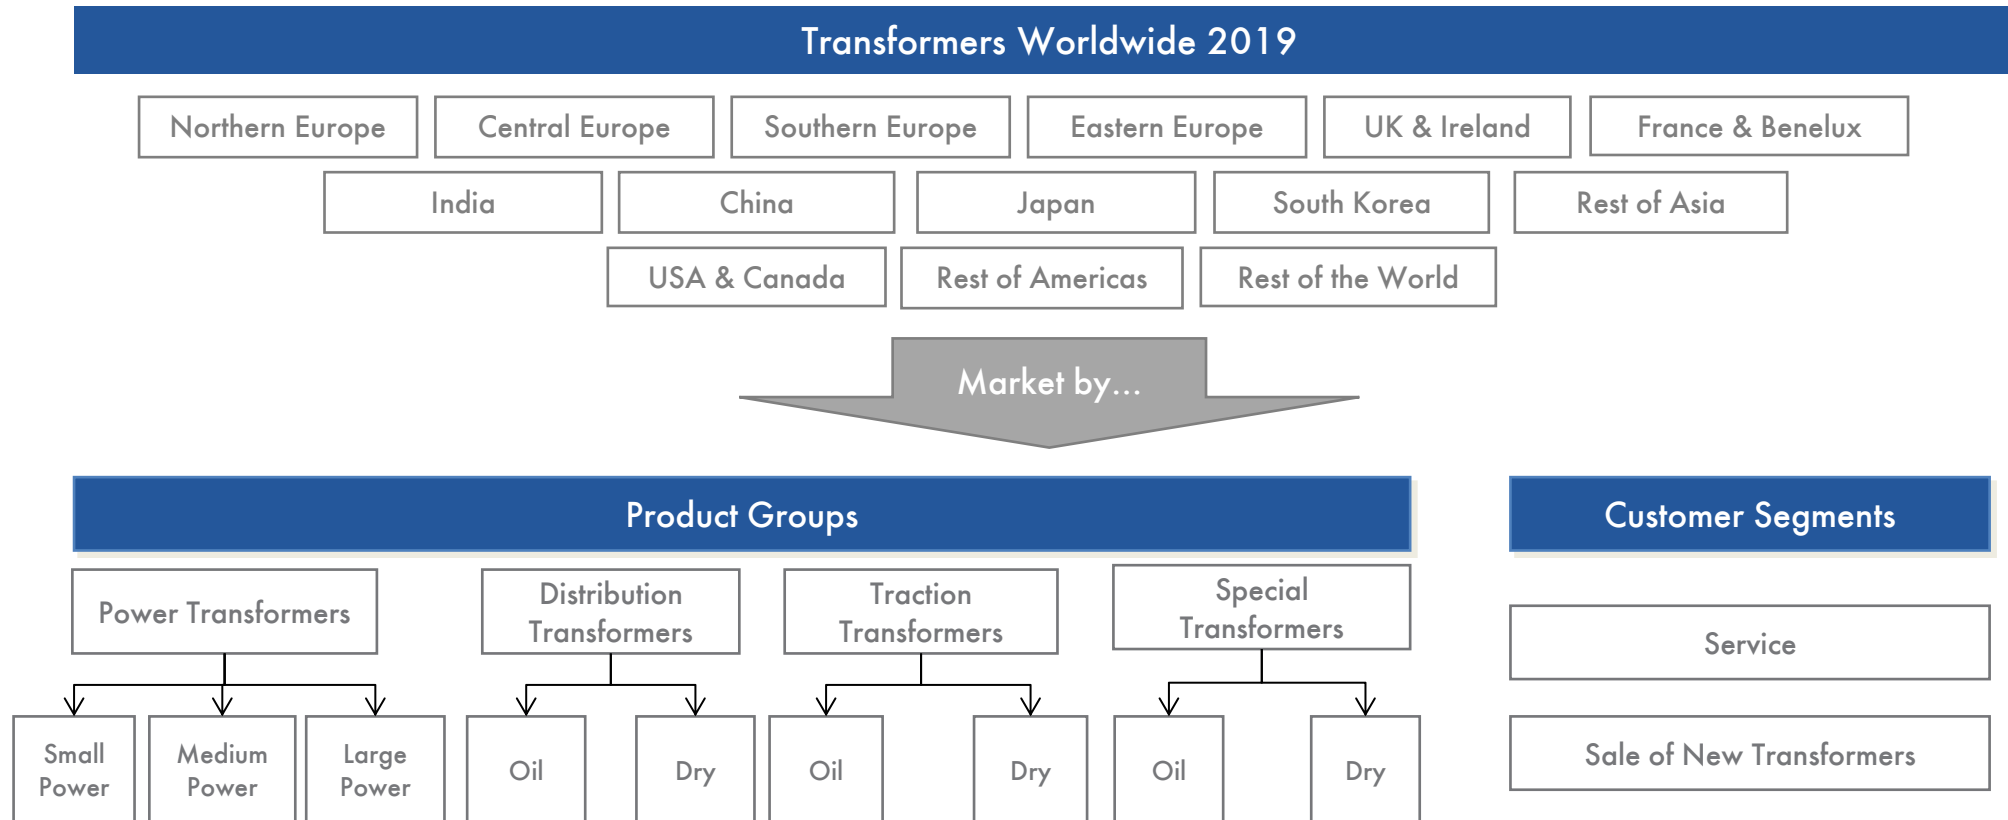 Transformers Worldwide 2019
Northern Europe
Central Europe
Southern Europe
Eastern Europe
UK & Ireland
France & Benelux
India
China
Japan
South Korea
Rest of Asia
USA & Canada
Rest of Americas
Rest of the World
Market by...
Product Groups
Customer Segments
Power Transformers
Distribution
Transformers
Traction
Transformers
Special
Transformers
Small
Power
Medium
Power
Large
Power
Oil
Dry
Oil
Dry
Oil
Dry
Service
Sale of New Transformers